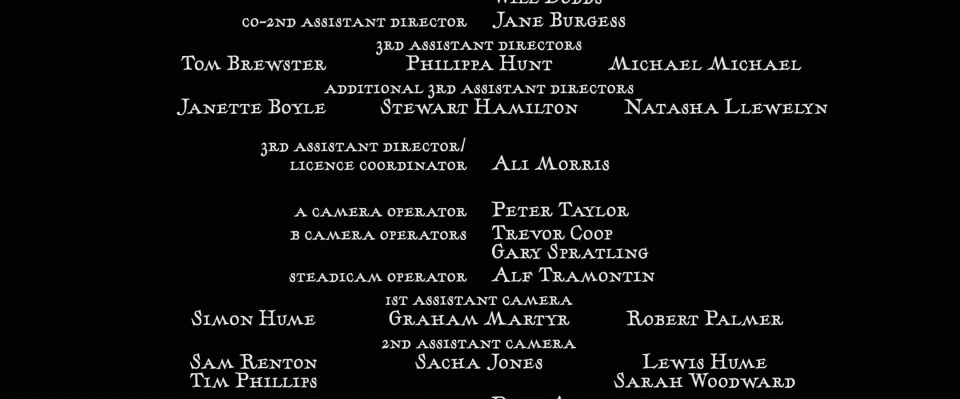 WILL DODDS
CO-2ND ASSISTANT DIRECTOR JANE BURGESS
3RD ASSISTANT DIRECTORS
TOM BREWSTER PHILIPPA HUNT MICHAEL MICHAEL
ADDITIONAL 3RD ASSISTANT DIRECTORS
JANETTE BOYLE STEWART HAMILTON NATASHA LLEWELYN
3RD ASSISTANT DIRECTOR/
LICENCE COORDINATOR ALI MORRIS
A CAMERA OPERATOR PETER TAYLOR
B CAMERA OPERATORS TREVOR COOP
GARY SPRATLING
STEADICAM OPERATOR ALF TRAMONTIN
1ST ASSISTANT CAMERA
SIMON HUME GRAHAM MARTYR ROBERT PALMER
2ND ASSISTANT CAMERA
SAM RENTON SACHA JONES LEWIS HUME
TIM PHILLIPS SARAH WOODWARD